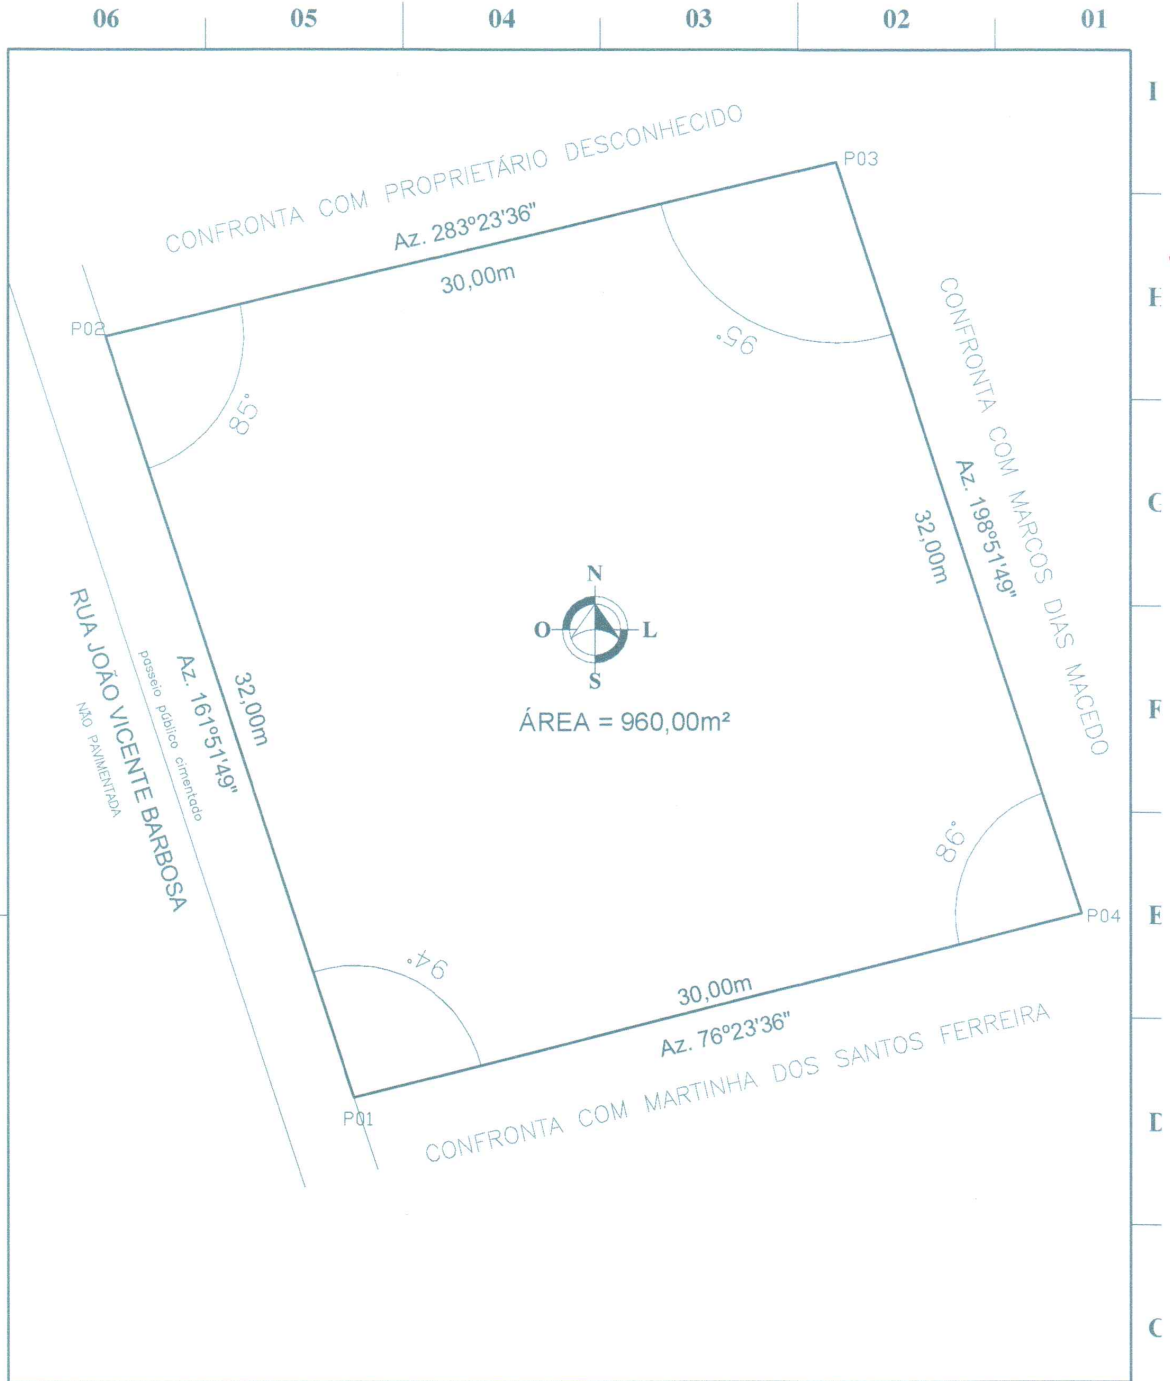 06 05 04 03 02 01
I
CONFRONTA COM PROPRIETÁRIO DESCONHECIDO
P03
Az. 283°23'36"
30,00m
H
P02
95°
85°
CONFRONTA COM MARCOS DIAS MACEDO
Az. 198°51'49"
32,00m
G
N
O L
S
ÁREA = 960,00m²
RUA JOÃO VICENTE BARBOSA
NÃO PAVIMENTADA
passeio público cimentado
Az. 161°51'49"
32,00m
F
86°
P04
E
94°
30,00m
Az. 76°23'36"
P01
CONFRONTA COM MARTINHA DOS SANTOS FERREIRA
D
C